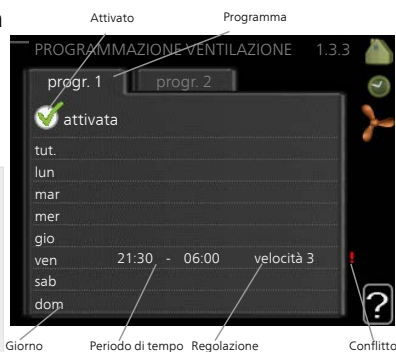 Attivato Programma
PROGRAMMAZIONE VENTILAZIONE 1.3.3
progr. 1 progr. 2
attivata
tut.
lun
mar
mer
gio
ven 21:30 - 06:00 velocità 3 !
sab
dom
?
Giorno Periodo di tempo Regolazione Conflitto